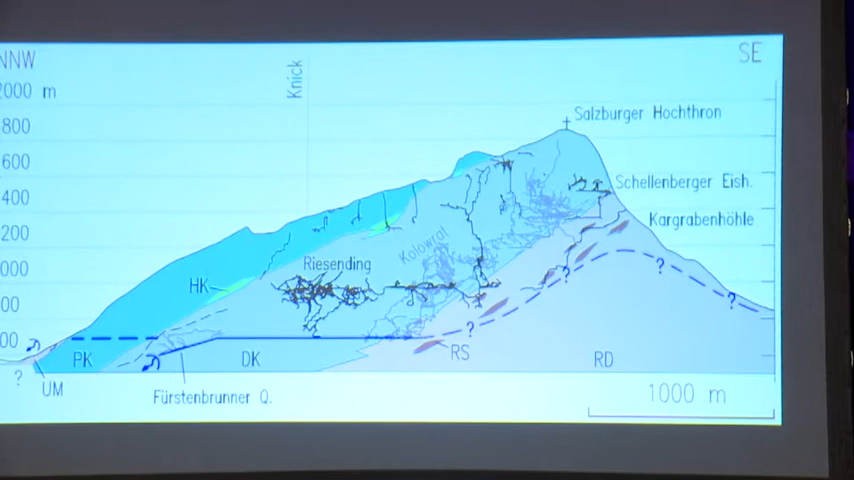 NNW
SE
Knick
2000 m
800
Salzburger Hochthron
600
Schellenberger Eish.
400
Kargrabenhöhle
200
Kolowrat
Riesending
000
HK
?
?
?
?
00
00
PK
DK
RS
RD
?
UM
Fürstenbrunner Q.
1000 m